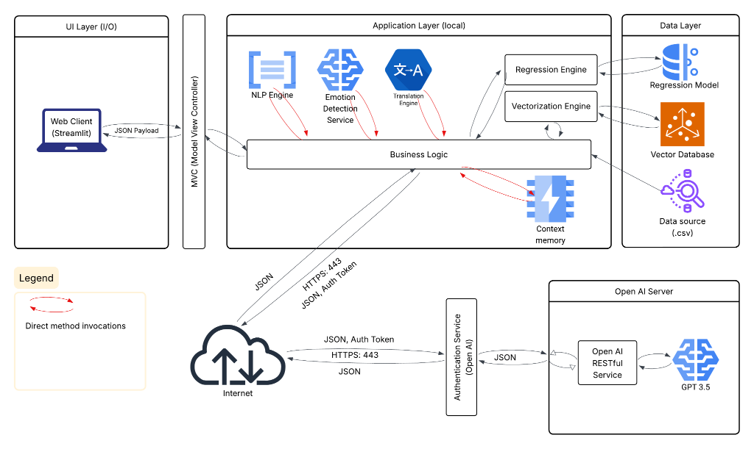 UI Layer (I/O)
Application Layer (local)
Data Layer
NLP Engine
Emotion
Detection
Service
文→A
Translation
Engine
Regression Engine
Regression Model
Web Client
(Streamlit)
JSON Payload
MVC (Model View Controller)
Vectorization Engine
Vector Database
Business Logic
Context
memory
Data source
(.csv)
Legend
Direct method invocations
JSON
HTTPS: 443
JSON, Auth Token
Internet
JSON, Auth Token
HTTPS: 443
JSON
Authentication Service
(Open AI)
JSON
Open AI Server
Open AI
RESTful
Service
GPT 3.5